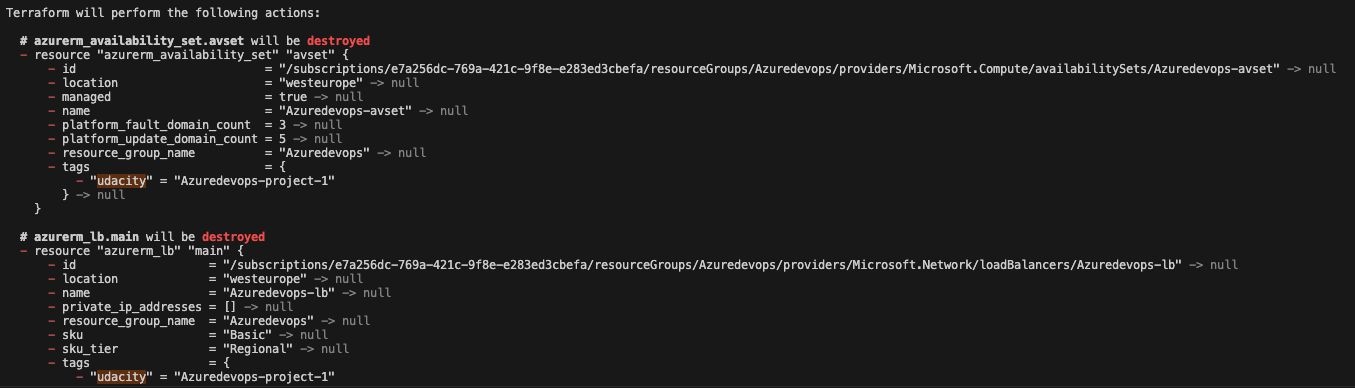 Terraform will perform the following actions:
# azurerm_availability_set.avset will be destroyed
- resource "azurerm_availability_set" "avset" {
- id = "/subscriptions/e7a256dc-769a-421c-9f8e-e283ed3cbefa/resourceGroups/Azuredevops/providers/Microsoft.Compute/availabilitySets/Azuredevops-avset" -> null
- location = "westeurope" -> null
- managed = true -> null
- name = "Azuredevops-avset" -> null
- platform_fault_domain_count = 3 -> null
- platform_update_domain_count = 5 -> null
- resource_group_name = "Azuredevops" -> null
- tags = {
- "udacity" = "Azuredevops-project-1"
} -> null
}
# azurerm_lb.main will be destroyed
- resource "azurerm_lb" "main" {
- id = "/subscriptions/e7a256dc-769a-421c-9f8e-e283ed3cbefa/resourceGroups/Azuredevops/providers/Microsoft.Network/loadBalancers/Azuredevops-lb" -> null
- location = "westeurope" -> null
- name = "Azuredevops-lb" -> null
- private_ip_addresses = [] -> null
- resource_group_name = "Azuredevops" -> null
- sku = "Basic" -> null
- sku_tier = "Regional" -> null
- tags = {
- "udacity" = "Azuredevops-project-1"